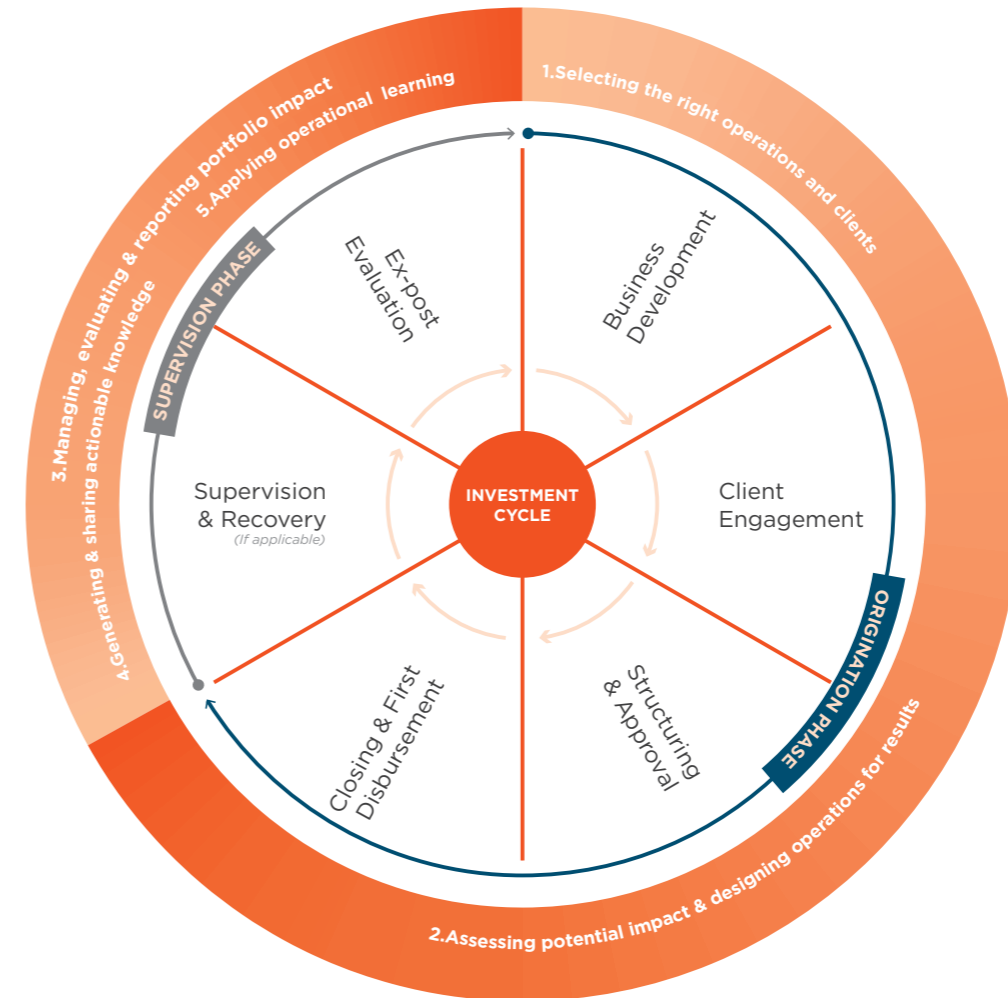 1.Selecting the right operations and clients
2.Assessing potential impact & designing operations for results
3.Managing, evaluating & reporting portfolio impact
4.Generating & sharing actionable knowledge
5.Applying operational learning
ORIGINATION PHASE
SUPERVISION PHASE
Business
Development
Client
Engagement
Structuring
& Approval
Closing & First
Disbursement
Supervision
& Recovery
(If applicable)
Ex-post
Evaluation
INVESTMENT
CYCLE